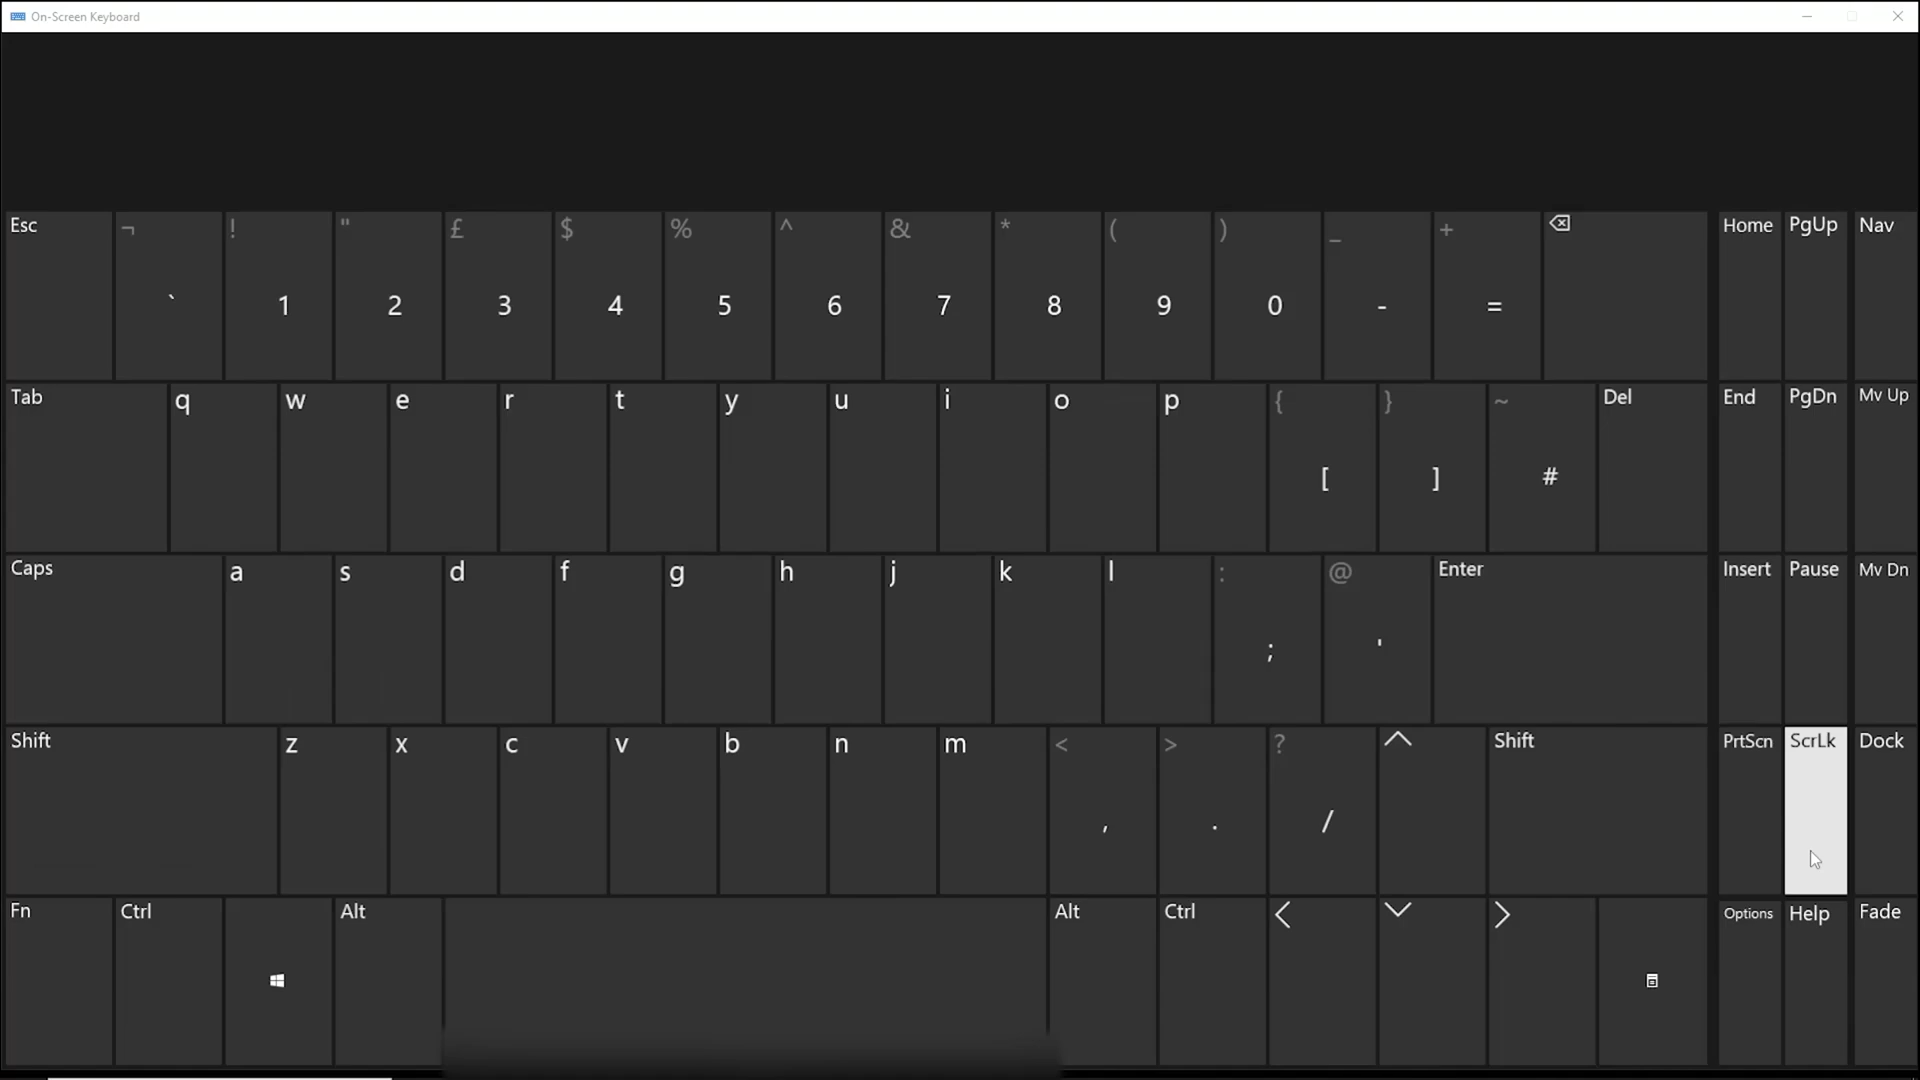 On-Screen Keyboard
Esc ¬ ` ! 1 " 2 £ 3 $ 4 % 5 ^ 6 & 7 * 8 ( 9 ) 0 _ - + = Home PgUp Nav
Tab q w e r t y u i o p { [ } ] ~ # Del End PgDn Mv Up
Caps a s d f g h j k l : ; @ ' Enter Insert Pause Mv Dn
Shift z x c v b n m < , > . ? / Shift PrtScn ScrLk Dock
Fn Ctrl Alt Alt Ctrl Options Help Fade